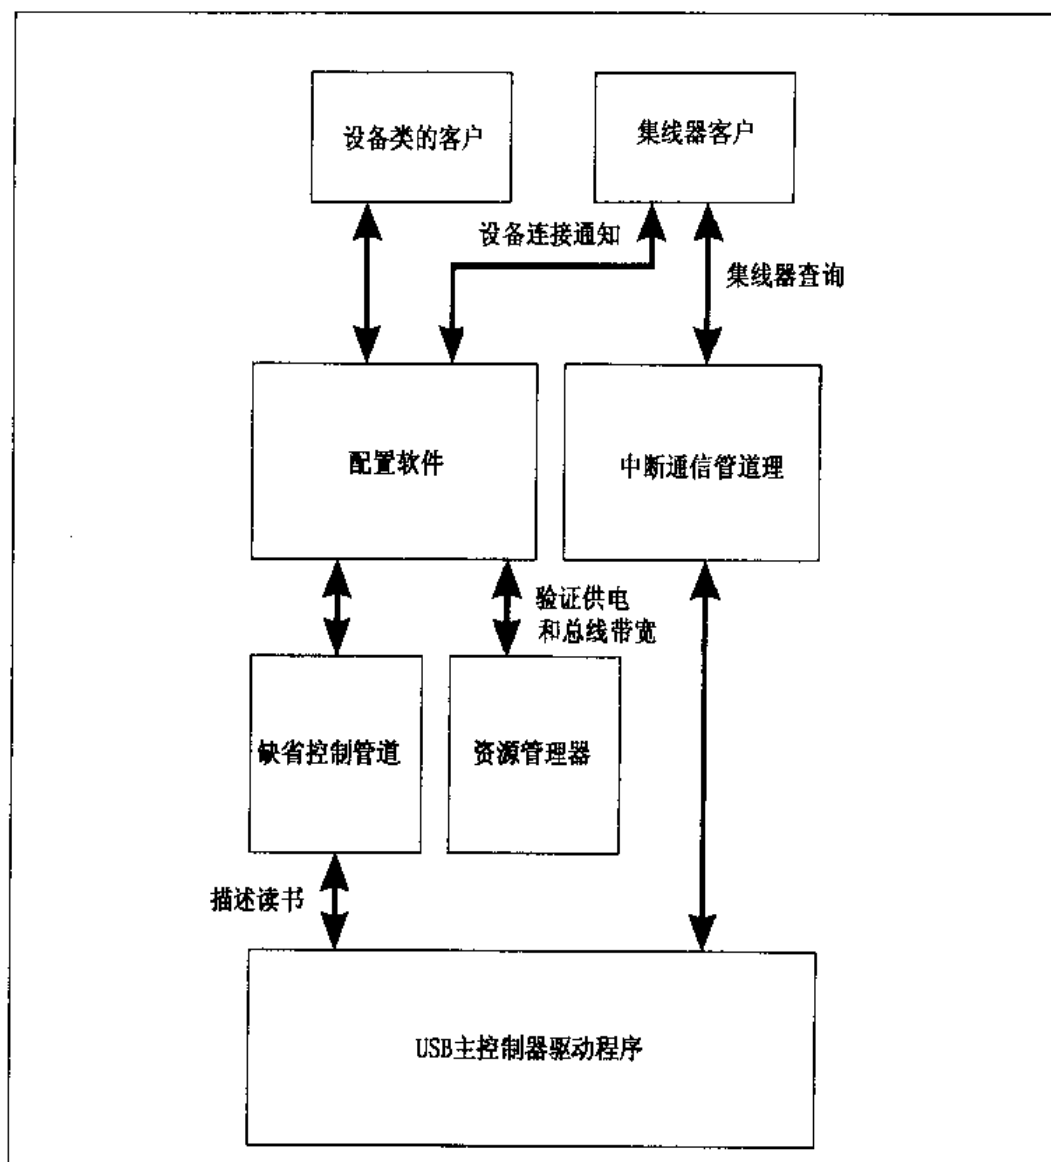 设备类的客户
集线器客户
设备连接通知
集线器查询
配置软件
中断通信管道理
验证供电
和总线带宽
缺省控制管道
资源管理器
描述读书
USB主控制器驱动程序